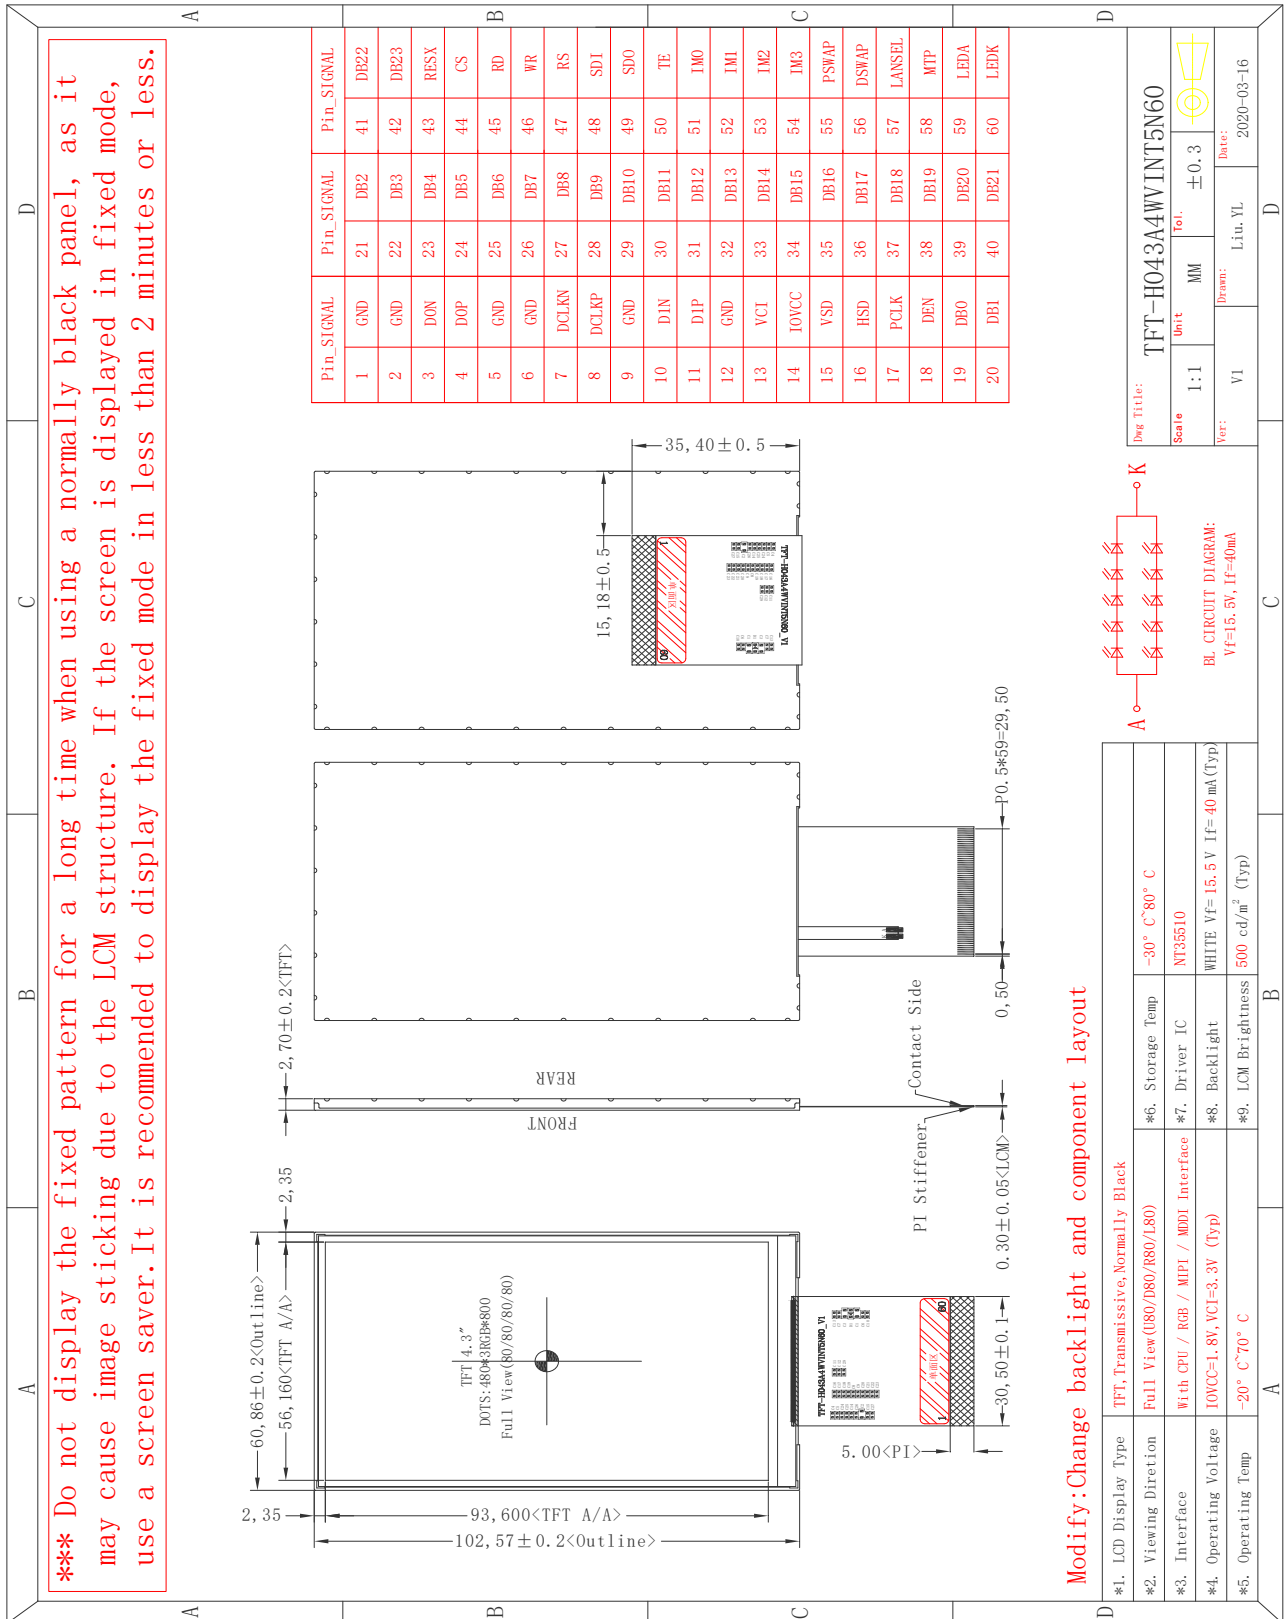 *** Do not display the fixed pattern for a long time when using a normally black panel, as it
may cause image sticking due to the LCM structure. If the screen is displayed in fixed mode,
use a screen saver.It is recommended to display the fixed mode in less than 2 minutes or less.
A
B
C
D
A
B
C
D
A
B
C
D
A
B
C
D
60,86±0.2<Outline>
56,160<TFT A/A>
2,35
2,35
93,600<TFT A/A>
102,57±0.2<Outline>
TFT 4.3"
DOTS:480*3RGB*800
Full View(80/80/80/80)
TFT-H043A4WVINT5N60_V1
单面区
1
60
5.00<PI>
30,50±0.1
2,70±0.2<TFT>
FRONT
REAR
PI Stiffener
Contact Side
0.30±0.05<LCM>
0,50
P0.5*59=29,50
15,18±0.5
35,40±0.5
60
单面区
1
TFT-H043A4WVINT5N60_V1
Pin_SIGNAL Pin_SIGNAL Pin_SIGNAL
1 GND 21 DB2 41 DB22
2 GND 22 DB3 42 DB23
3 D0N 23 DB4 43 RESX
4 D0P 24 DB5 44 CS
5 GND 25 DB6 45 RD
6 GND 26 DB7 46 WR
7 DCLKN 27 DB8 47 RS
8 DCLKP 28 DB9 48 SDI
9 GND 29 DB10 49 SDO
10 D1N 30 DB11 50 TE
11 D1P 31 DB12 51 IM0
12 GND 32 DB13 52 IM1
13 VCI 33 DB14 53 IM2
14 IOVCC 34 DB15 54 IM3
15 VSD 35 DB16 55 PSWAP
16 HSD 36 DB17 56 DSWAP
17 PCLK 37 DB18 57 LANSEL
18 DEN 38 DB19 58 MTP
19 DB0 39 DB20 59 LEDA
20 DB1 40 DB21 60 LEDK
Modify:Change backlight and component layout
*1. LCD Display Type TFT,Transmissive,Normally Black
*2. Viewing Diretion Full View(U80/D80/R80/L80) *6. Storage Temp -30° C~80° C
*3. Interface With CPU / RGB / MIPI / MDDI Interface *7. Driver IC NT35510
*4. Operating Voltage IOVCC=1.8V,VCI=3.3V (Typ) *8. Backlight WHITE Vf= 15.5 V If= 40 mA(Typ)
*5. Operating Temp -20° C~70° C *9. LCM Brightness 500 cd/m² (Typ)
A
K
BL CIRCUIT DIAGRAM:
Vf=15.5V,If=40mA
Dwg Title: TFT-H043A4WVINT5N60
Scale 1:1 Unit MM Tol. ±0.3
Ver: V1 Drawn: Liu.YL Date: 2020-03-16